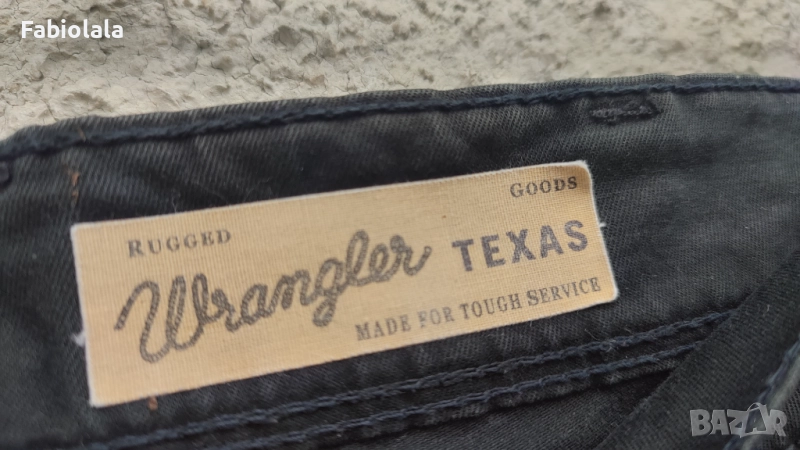 Fabiolala
GOODS
RUGGED
Wrangler TEXAS
MADE FOR TOUGH SERVICE
BAZAR